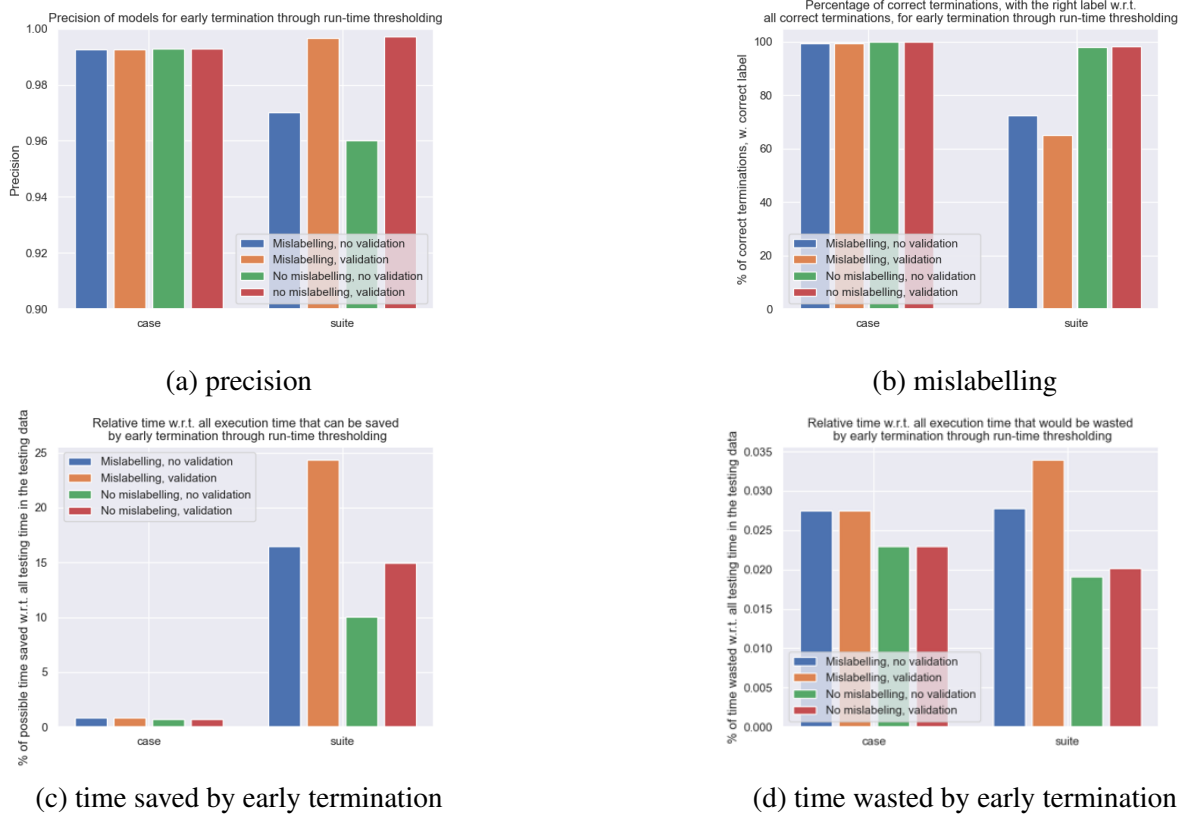 Precision of models for early termination through run-time thresholding
1.00
0.98
0.96
0.94
0.92
0.90
Precision
Mislabelling, no validation
Mislabelling, validation
No mislabelling, no validation
no mislabelling, validation
case
suite
(a) precision
Percentage of correct terminations, with the right label w.r.t.
all correct terminations, for early termination through run-time thresholding
100
80
60
40
20
0
% of correct terminations, w. correct label
Mislabelling, no validation
Mislabelling, validation
No mislabelling, no validation
no mislabelling, validation
case
suite
(b) mislabelling
Relative time w.r.t. all execution time that can be saved
by early termination through run-time thresholding
25
20
15
10
5
0
% of possible time saved w.r.t. all testing time in the testing data
Mislabelling, no validation
Mislabelling, validation
No mislabelling, no validation
No mislabeling, validation
case
suite
(c) time saved by early termination
Relative time w.r.t. all execution time that would be wasted
by early termination through run-time thresholding
0.035
0.030
0.025
0.020
0.015
0.010
0.005
0.000
% of time wasted w.r.t. all testing time in the testing data
Mislabelling, no validation
Mislabelling, validation
No mislabelling, no validation
No mislabeling, validation
case
suite
(d) time wasted by early termination